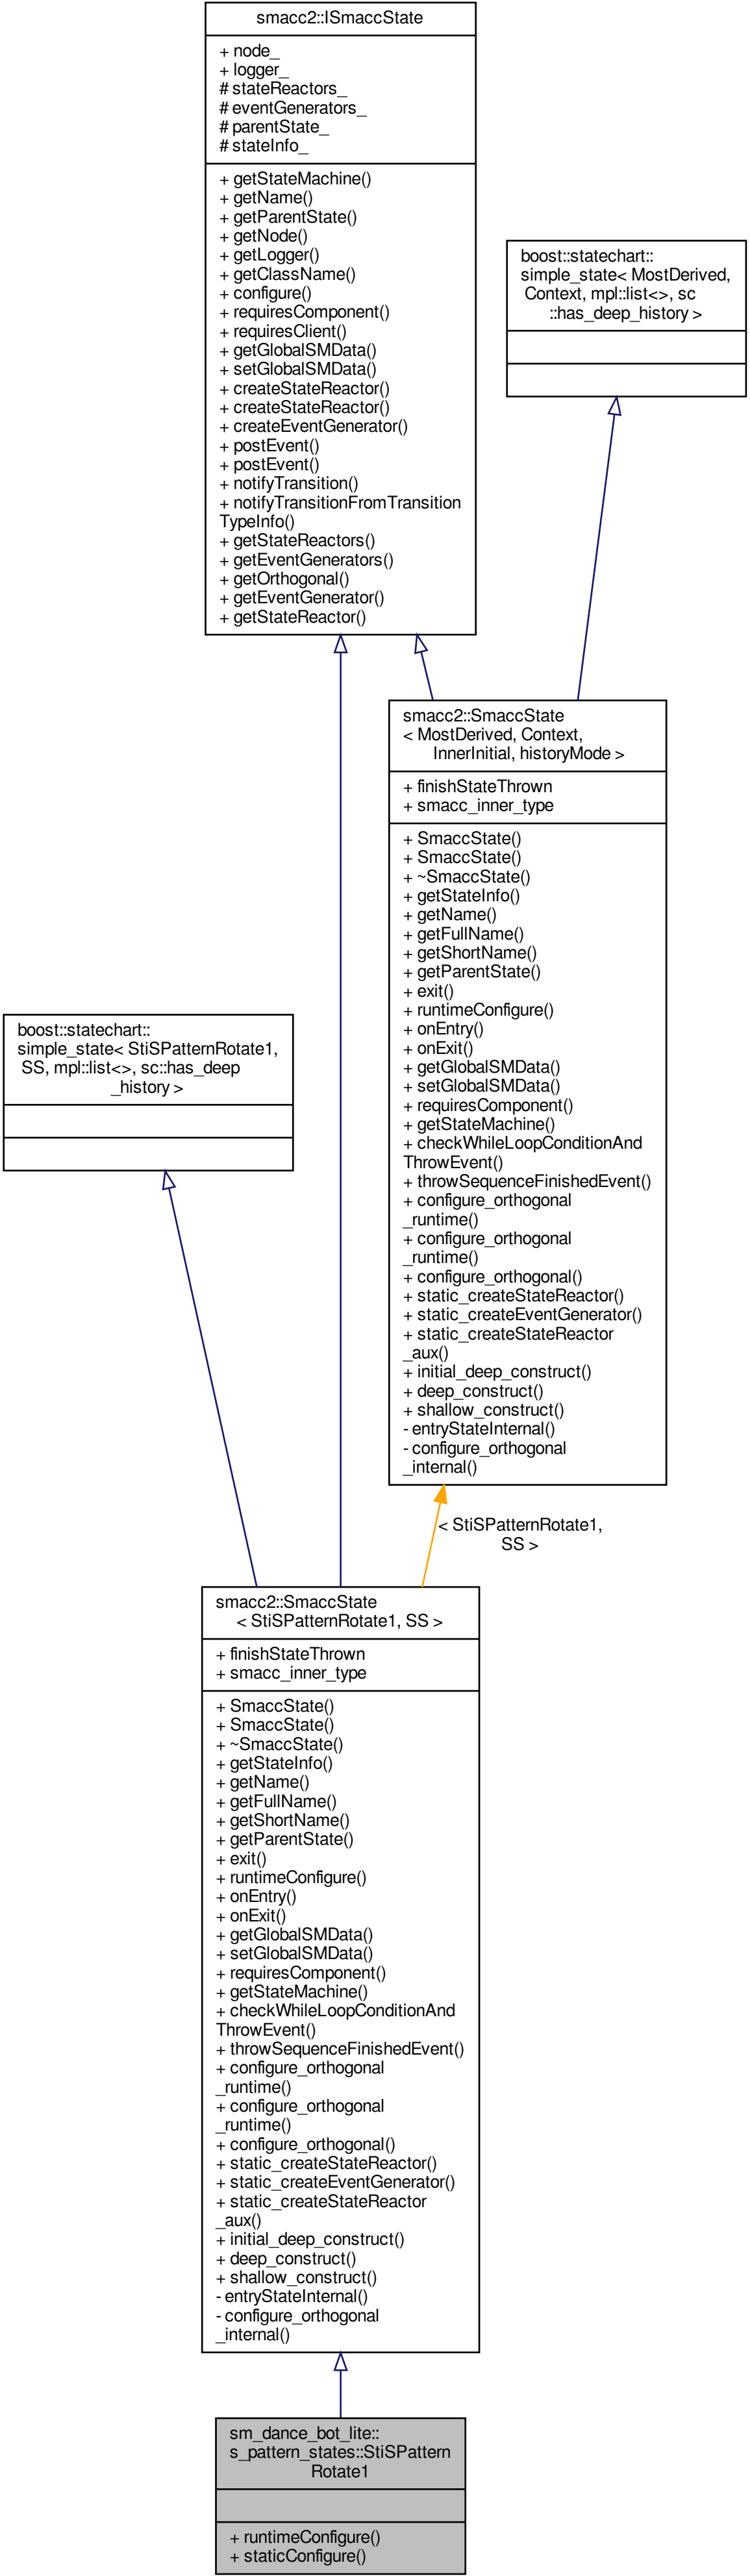 smacc2::ISmaccState
+ node_
+ logger_
# stateReactors_
# eventGenerators_
# parentState_
# stateInfo_
+ getStateMachine()
+ getName()
+ getParentState()
+ getNode()
+ getLogger()
+ getClassName()
+ configure()
+ requiresComponent()
+ requiresClient()
+ getGlobalSMData()
+ setGlobalSMData()
+ createStateReactor()
+ createStateReactor()
+ createEventGenerator()
+ postEvent()
+ postEvent()
+ notifyTransition()
+ notifyTransitionFromTransition
TypeInfo()
+ getStateReactors()
+ getEventGenerators()
+ getOrthogonal()
+ getEventGenerator()
+ getStateReactor()
boost::statechart::
simple_state< MostDerived,
Context, mpl::list<>, sc
::has_deep_history >
smacc2::SmaccState
< MostDerived, Context,
InnerInitial, historyMode >
+ finishStateThrown
+ smacc_inner_type
+ SmaccState()
+ SmaccState()
+ ~SmaccState()
+ getStateInfo()
+ getName()
+ getFullName()
+ getShortName()
+ getParentState()
+ exit()
+ runtimeConfigure()
+ onEntry()
+ onExit()
+ getGlobalSMData()
+ setGlobalSMData()
+ requiresComponent()
+ getStateMachine()
+ checkWhileLoopConditionAnd
ThrowEvent()
+ throwSequenceFinishedEvent()
+ configure_orthogonal
_runtime()
+ configure_orthogonal
_runtime()
+ configure_orthogonal()
+ static_createStateReactor()
+ static_createEventGenerator()
+ static_createStateReactor
_aux()
+ initial_deep_construct()
+ deep_construct()
+ shallow_construct()
- entryStateInternal()
- configure_orthogonal
_internal()
boost::statechart::
simple_state< StiSPatternRotate1,
SS, mpl::list<>, sc::has_deep
_history >
< StiSPatternRotate1,
SS >
smacc2::SmaccState
< StiSPatternRotate1, SS >
+ finishStateThrown
+ smacc_inner_type
+ SmaccState()
+ SmaccState()
+ ~SmaccState()
+ getStateInfo()
+ getName()
+ getFullName()
+ getShortName()
+ getParentState()
+ exit()
+ runtimeConfigure()
+ onEntry()
+ onExit()
+ getGlobalSMData()
+ setGlobalSMData()
+ requiresComponent()
+ getStateMachine()
+ checkWhileLoopConditionAnd
ThrowEvent()
+ throwSequenceFinishedEvent()
+ configure_orthogonal
_runtime()
+ configure_orthogonal
_runtime()
+ configure_orthogonal()
+ static_createStateReactor()
+ static_createEventGenerator()
+ static_createStateReactor
_aux()
+ initial_deep_construct()
+ deep_construct()
+ shallow_construct()
- entryStateInternal()
- configure_orthogonal
_internal()
sm_dance_bot_lite::
s_pattern_states::StiSPattern
Rotate1
+ runtimeConfigure()
+ staticConfigure()